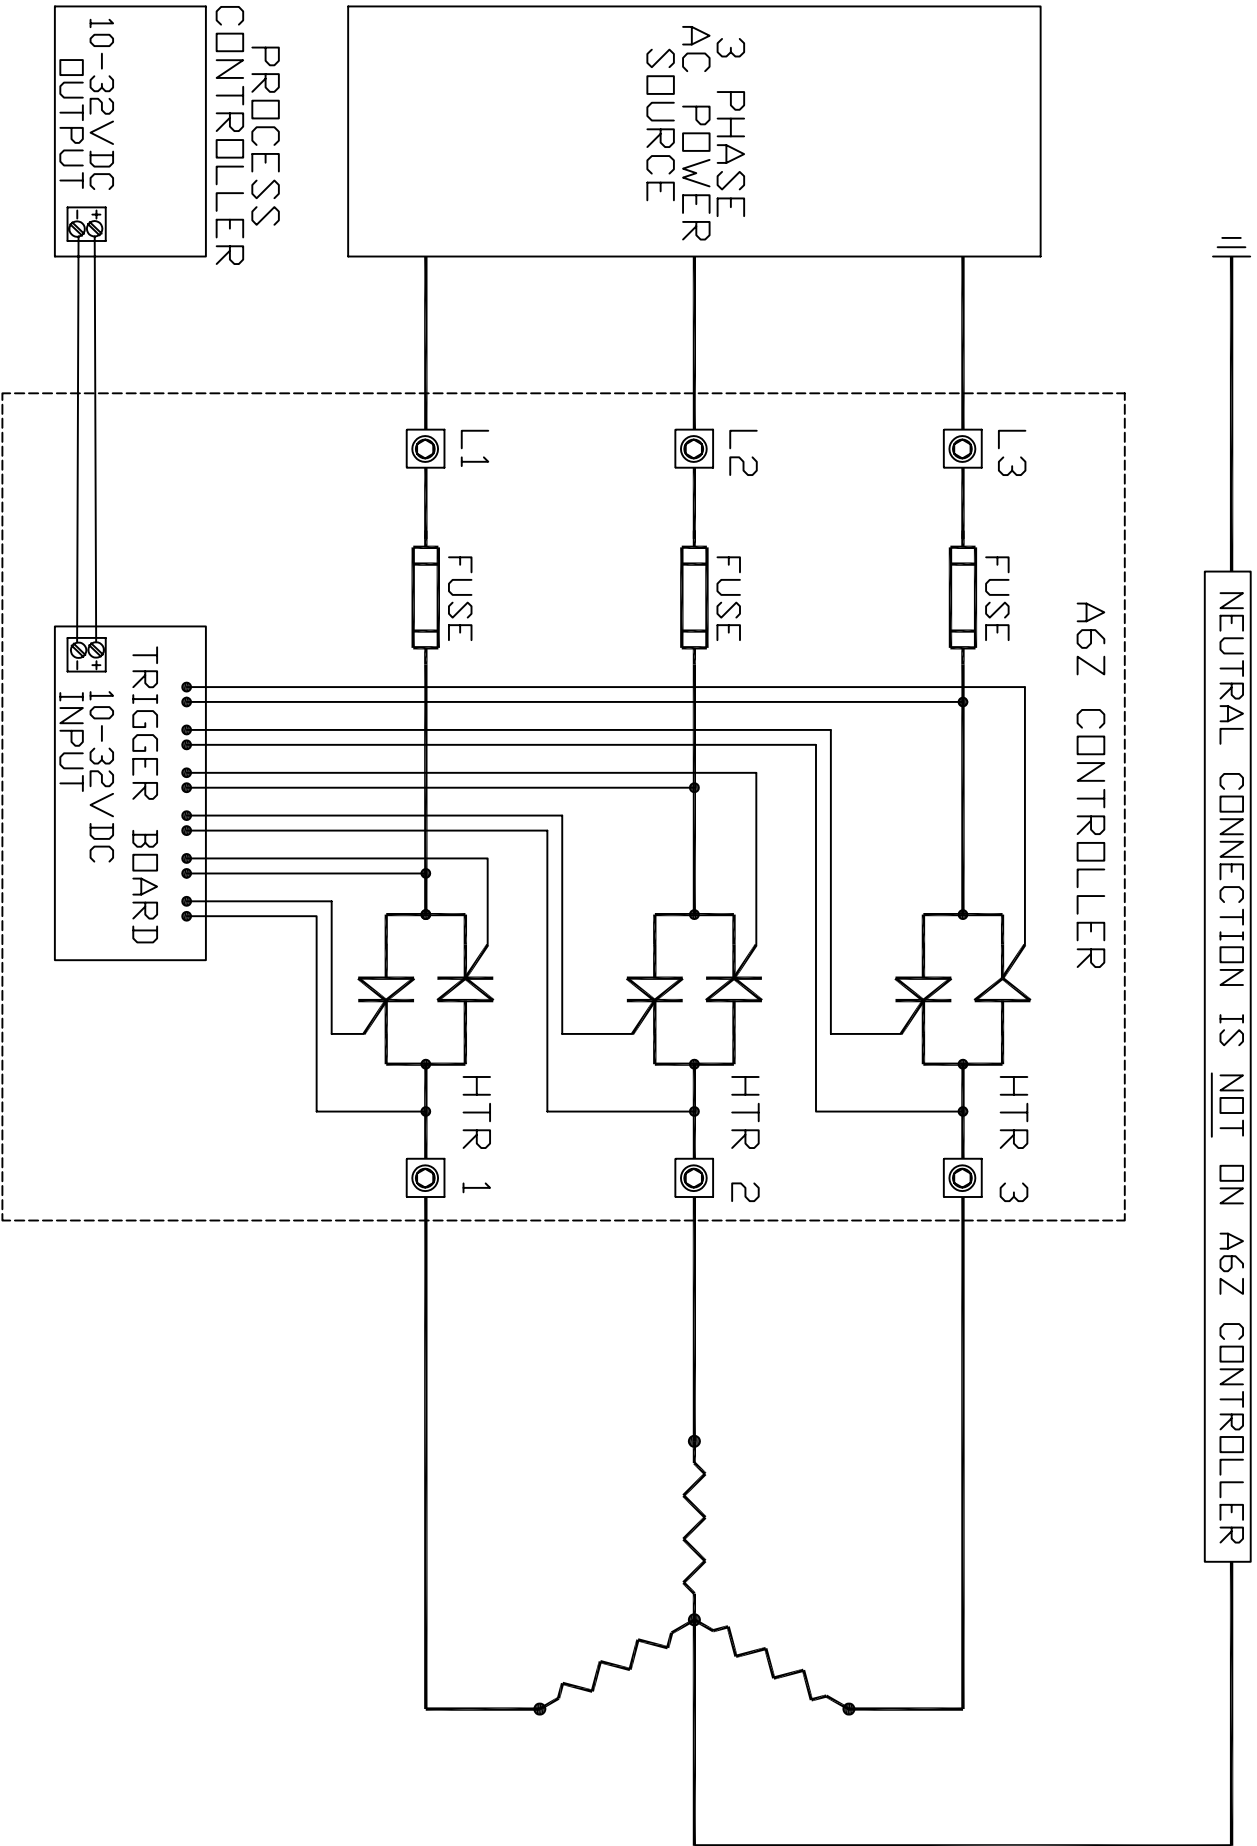 NEUTRAL CONNECTION IS NOT ON A6Z CONTROLLER
A6Z CONTROLLER
3 PHASE
AC POWER
SOURCE
L3
FUSE
HTR 3
L2
FUSE
HTR 2
L1
FUSE
HTR 1
PROCESS
CONTROLLER
10-32VDC
OUTPUT
+
-
TRIGGER BOARD
+
-
10-32VDC
INPUT